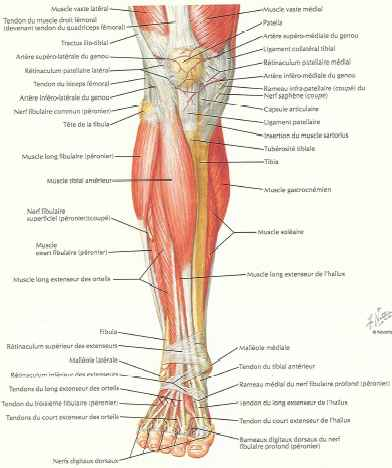 Muscle vaste latéral
Tendon du muscle droit fémoral
(devenant tendon du quadriceps fémoral)
Tractus ilio-tibial
Artère supéro-latérale du genou
Rétinaculum patellaire latéral
Tendon du biceps fémoral
Artère inféro-latérale du genou
Nerf fibulaire commun (péronier)
Tête de la fibula
Muscle long fibulaire (péronier)
Muscle tibial antérieur
Nerf fibulaire
superficiel (péronier)(coupé)
Muscle
court fibulaire (péronier)
Muscle long extenseur des orteils
Fibula
Rétinaculum supérieur des extenseurs
Malléole latérale
Rétinaculum inférieur des extenseurs
Tendons du long extenseur des orteils
Tendon du troisième fibulaire (péronier)
Tendons du court extenseur des orteils
Nerfs digitaux dorsaux
Muscle vaste médial
Patella
Artère supéro-médiale du genou
Ligament collatéral tibial
Rétinaculum patellaire médial
Artère inféro-médiale du genou
Rameau infra-patellaire (coupé) du
Nerf saphène (coupé)
Capsule articulaire
Ligament patellaire
Insertion du muscle sartorius
Tubérosité tibiale
Tibia
Muscle gastrocnémien
Muscle soléaire
Muscle long extenseur de l'hallux
Malléole médiale
Tendon du tibial antérieur
Rameau médial du nerf fibulaire profond (péronier)
Tendon du long extenseur de l'hallux
Tendon du court extenseur de l'hallux
Rameaux digitaux dorsaux du nerf
fibulaire profond (péronier)